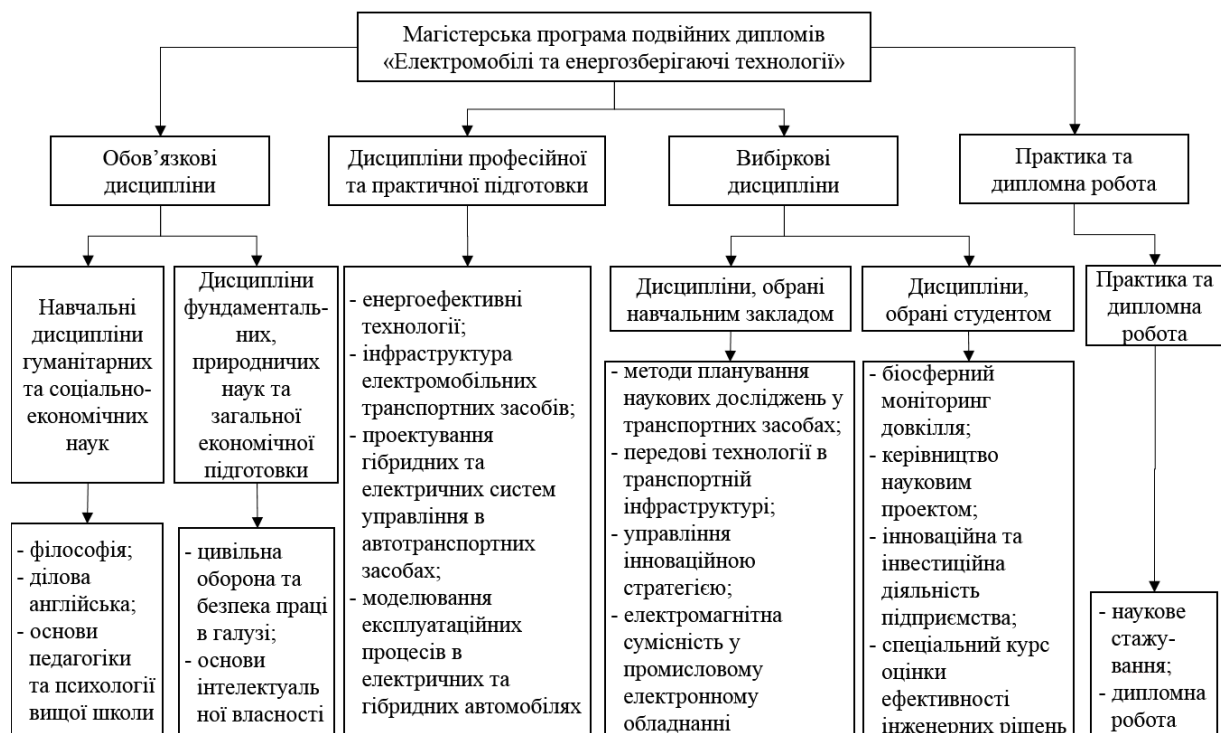 Магістерська програма подвійних дипломів
«Електромобілі та енергозберігаючі технології»
Обов’язкові
дисципліни
Дисципліни професійної
та практичної підготовки
Вибіркові
дисципліни
Практика та
дипломна робота
Навчальні
дисципліни
гуманітарних
та соціально-
економічних
наук
Дисципліни
фундаменталь-
них,
природничих
наук та
загальної
економічної
підготовки
- енергоефективні
технології;
- інфраструктура
електромобільних
транспортних засобів;
- проектування
гібридних та
електричних систем
управління в
автотранспортних
засобах;
- моделювання
експлуатаційних
процесів в
електричних та
гібридних автомобілях
Дисципліни, обрані
навчальним закладом
Дисципліни,
обрані студентом
Практика та
дипломна
робота
- філософія;
- ділова
англійська;
- основи
педагогіки
та психології
вищої школи
- цивільна
оборона та
безпека праці
в галузі;
- основи
інтелектуаль
ної власності
- методи планування
наукових досліджень у
транспортних засобах;
- передові технології в
транспортній
інфраструктурі;
- управління
інноваційною
стратегією;
- електромагнітна
сумісність у
промисловому
електронному
обладнанні
- біосферний
моніторинг
довкілля;
- керівництво
науковим
проектом;
- інноваційна та
інвестиційна
діяльність
підприємства;
- спеціальний курс
оцінки
ефективності
інженерних рішень
- наукове
стажу-
вання;
- дипломна
робота